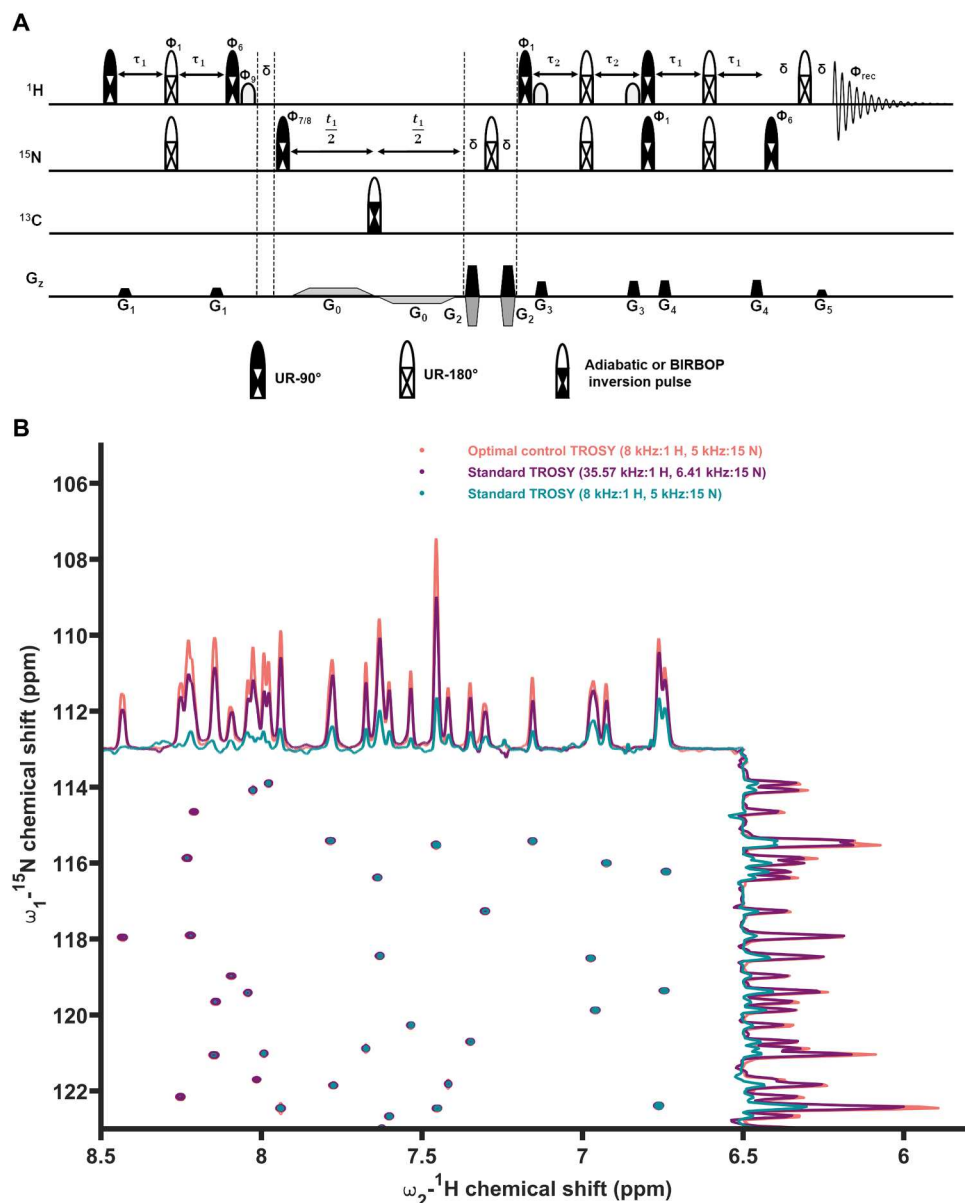 A
Φ₁ Φ₆ Φ₁
τ₁ τ₁ Φ₉ δ τ₂ τ₂ τ₁ τ₁ δ δ Φrec
¹H
Φ₇/₈ t₁/2 t₁/2 δ δ Φ₁ Φ₆
¹⁵N
¹³C
Gz
G₁ G₁ G₀ G₀ G₂ G₂ G₃ G₃ G₄ G₄ G₅
UR-90° UR-180° Adiabatic or BIRBOP
inversion pulse
B
Optimal control TROSY (8 kHz:1 H, 5 kHz:15 N)
Standard TROSY (35.57 kHz:1 H, 6.41 kHz:15 N)
Standard TROSY (8 kHz:1 H, 5 kHz:15 N)
106
108
110
112
114
116
118
120
122
ω₁-¹⁵N chemical shift (ppm)
8.5 8 7.5 7 6.5 6
ω₂-¹H chemical shift (ppm)